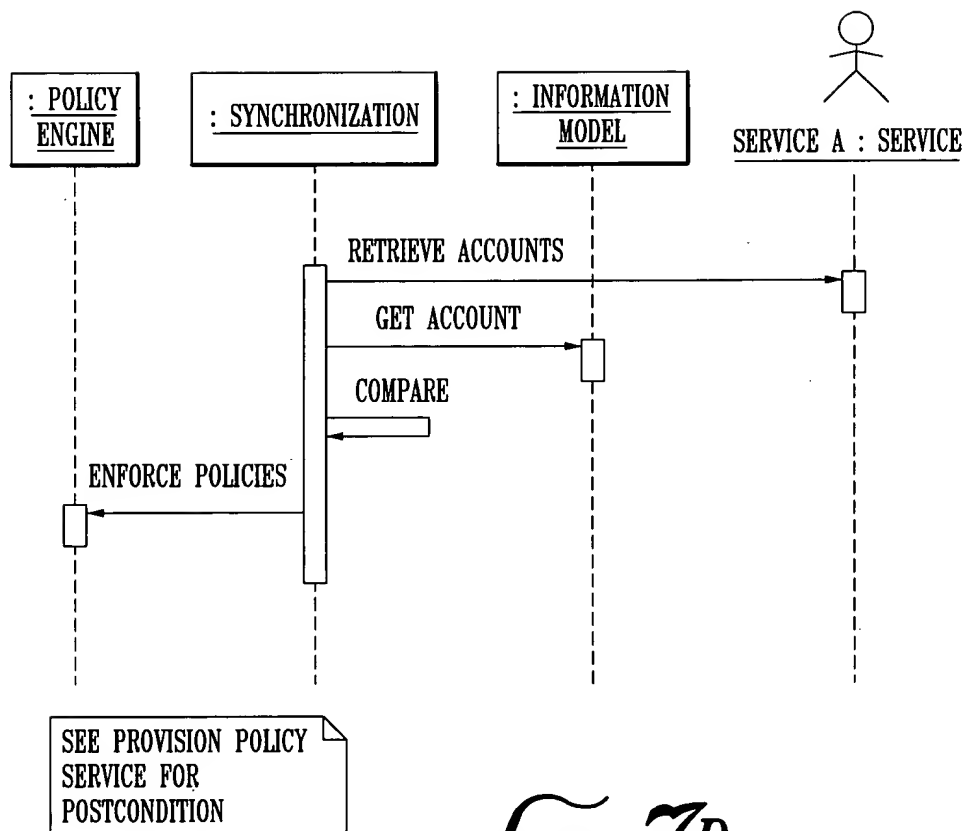 : POLICY
ENGINE
: SYNCHRONIZATION
: INFORMATION
MODEL
SERVICE A : SERVICE
RETRIEVE ACCOUNTS
GET ACCOUNT
COMPARE
ENFORCE POLICIES
SEE PROVISION POLICY
SERVICE FOR
POSTCONDITION